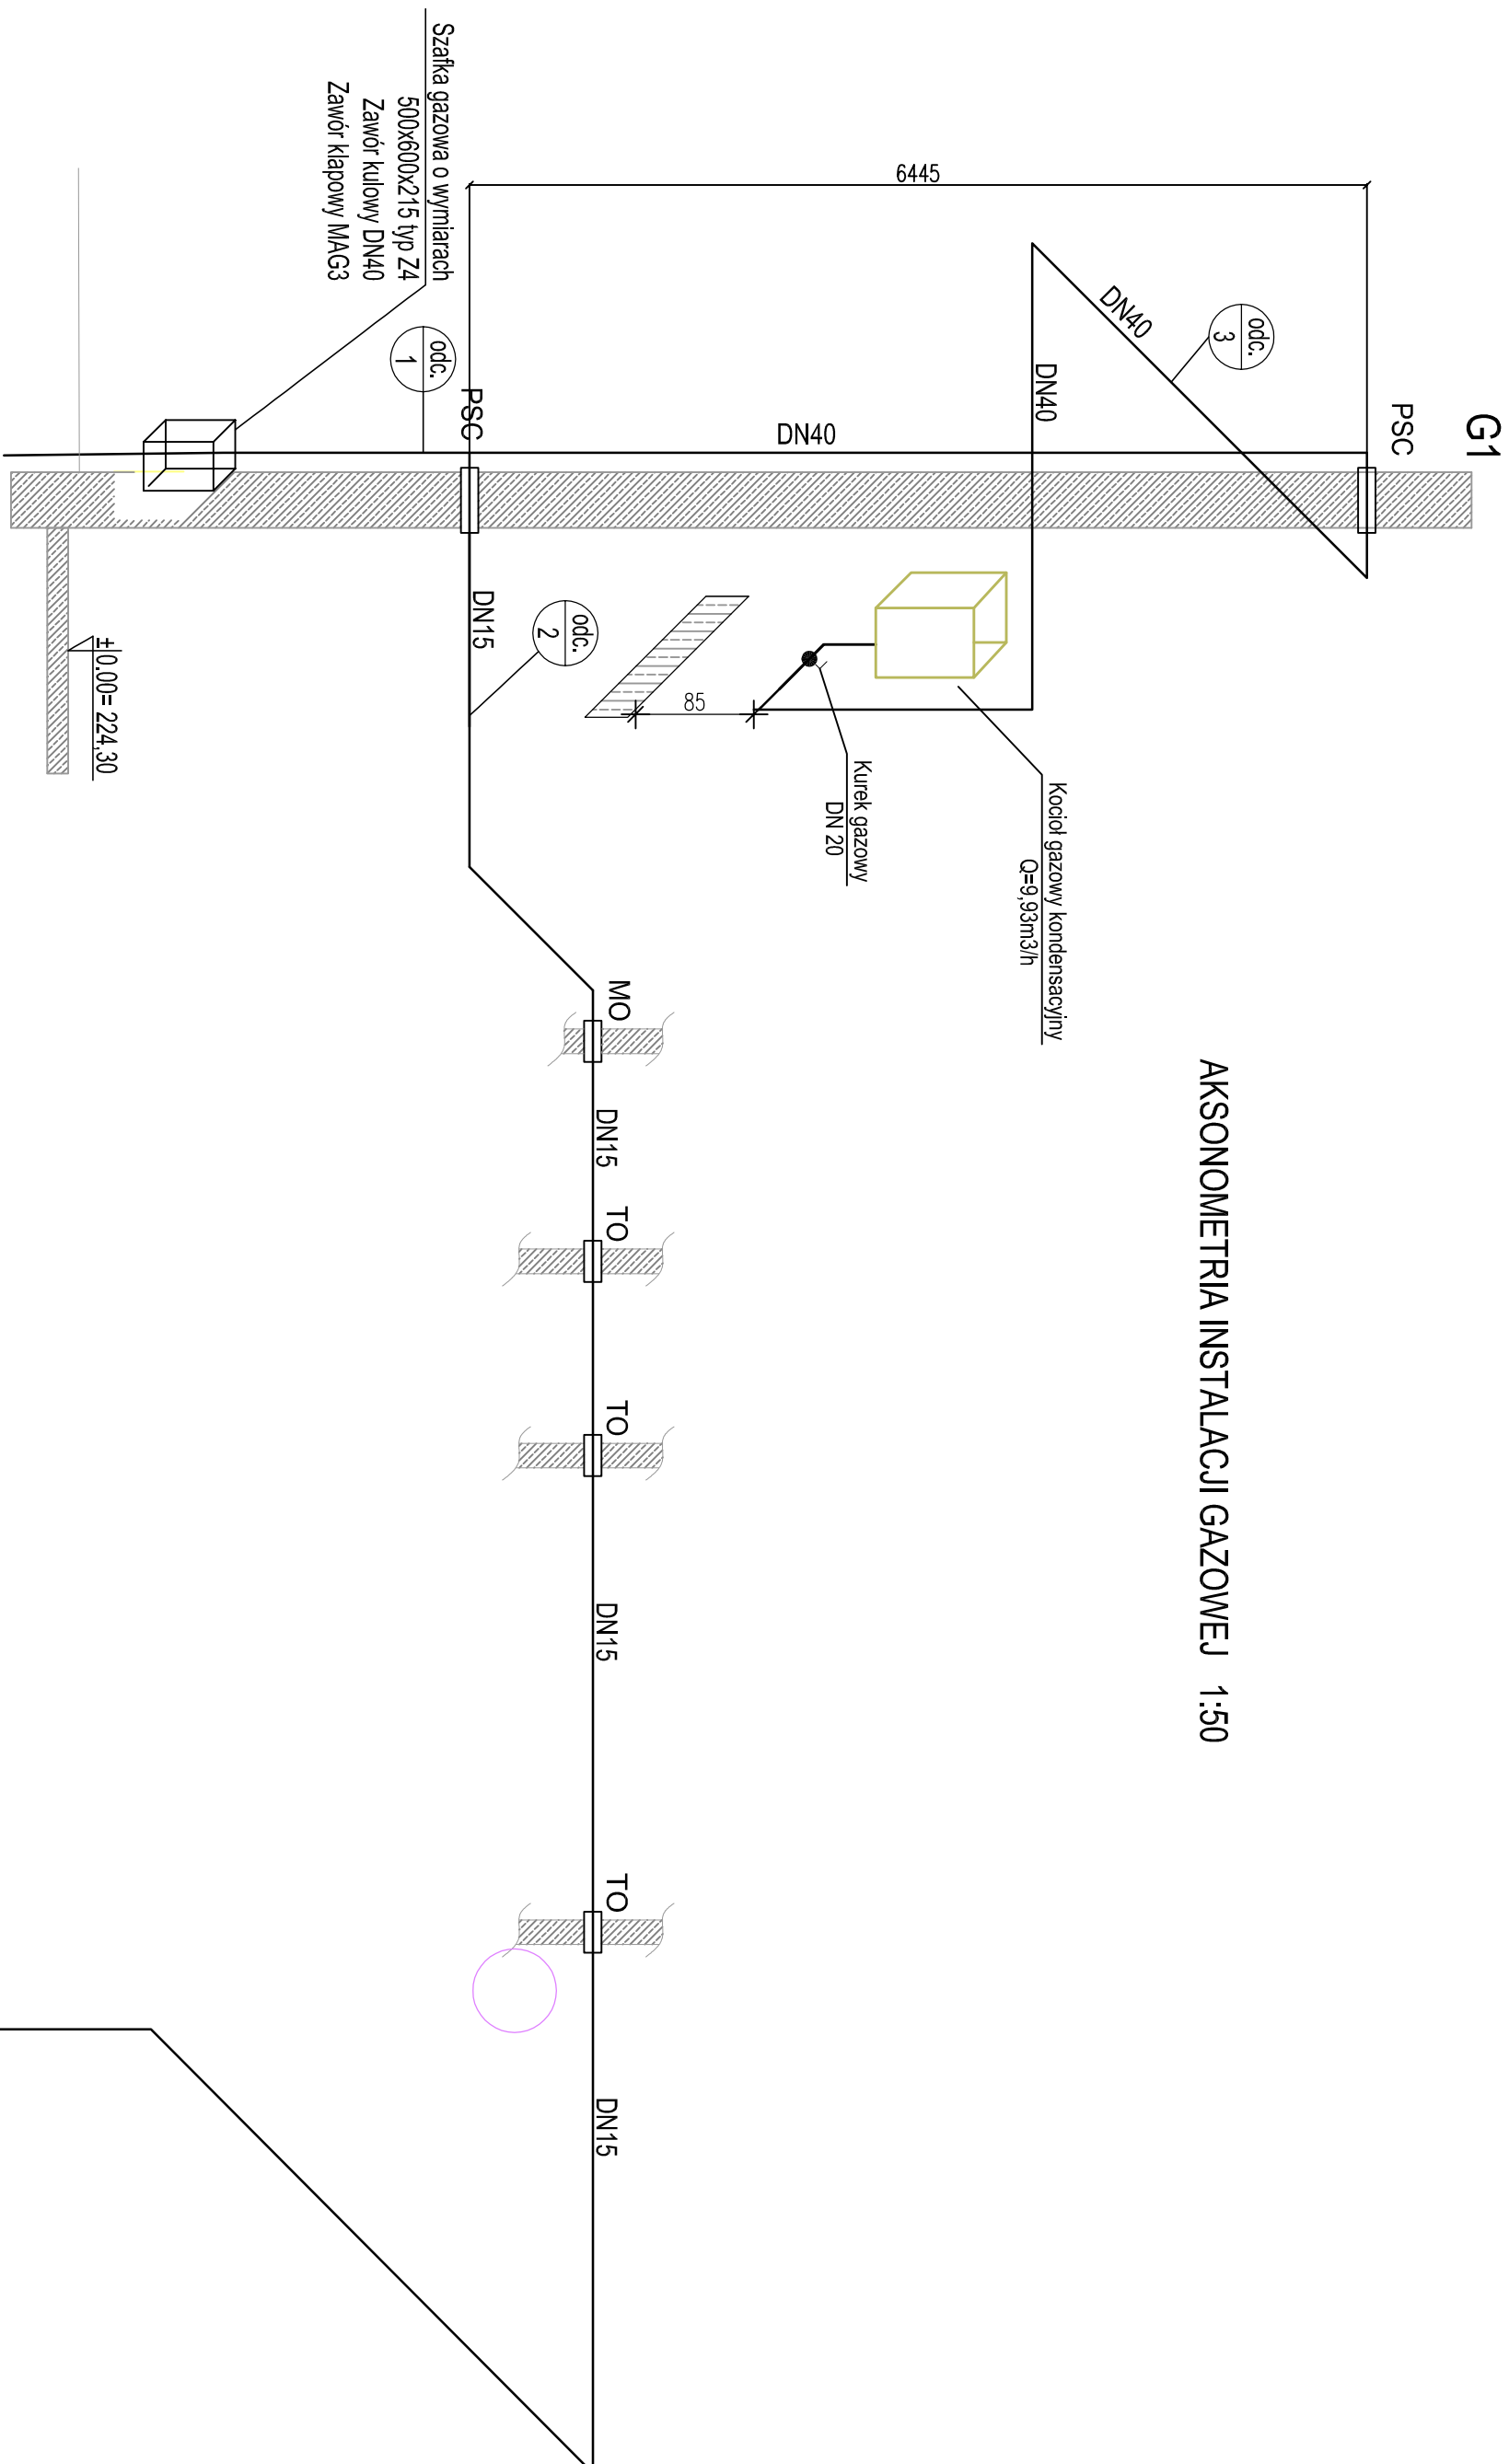 G1
PSC
odc.
3
DN40
DN40
6445
DN40
Kocioł gazowy kondensacyjny
Q=9,93m3/h
Kurek gazowy
DN 20
85
AKSONOMETRIA INSTALACJI GAZOWEJ 1:50
Szafka gazowa o wymiarach
500x600x215 typ Z4
Zawór kulowy DN40
Zawór klapowy MAG3
odc.
1
PSC
DN15
odc.
2
MO
DN15
TO
TO
DN15
TO
DN15
±0.00= 224,30